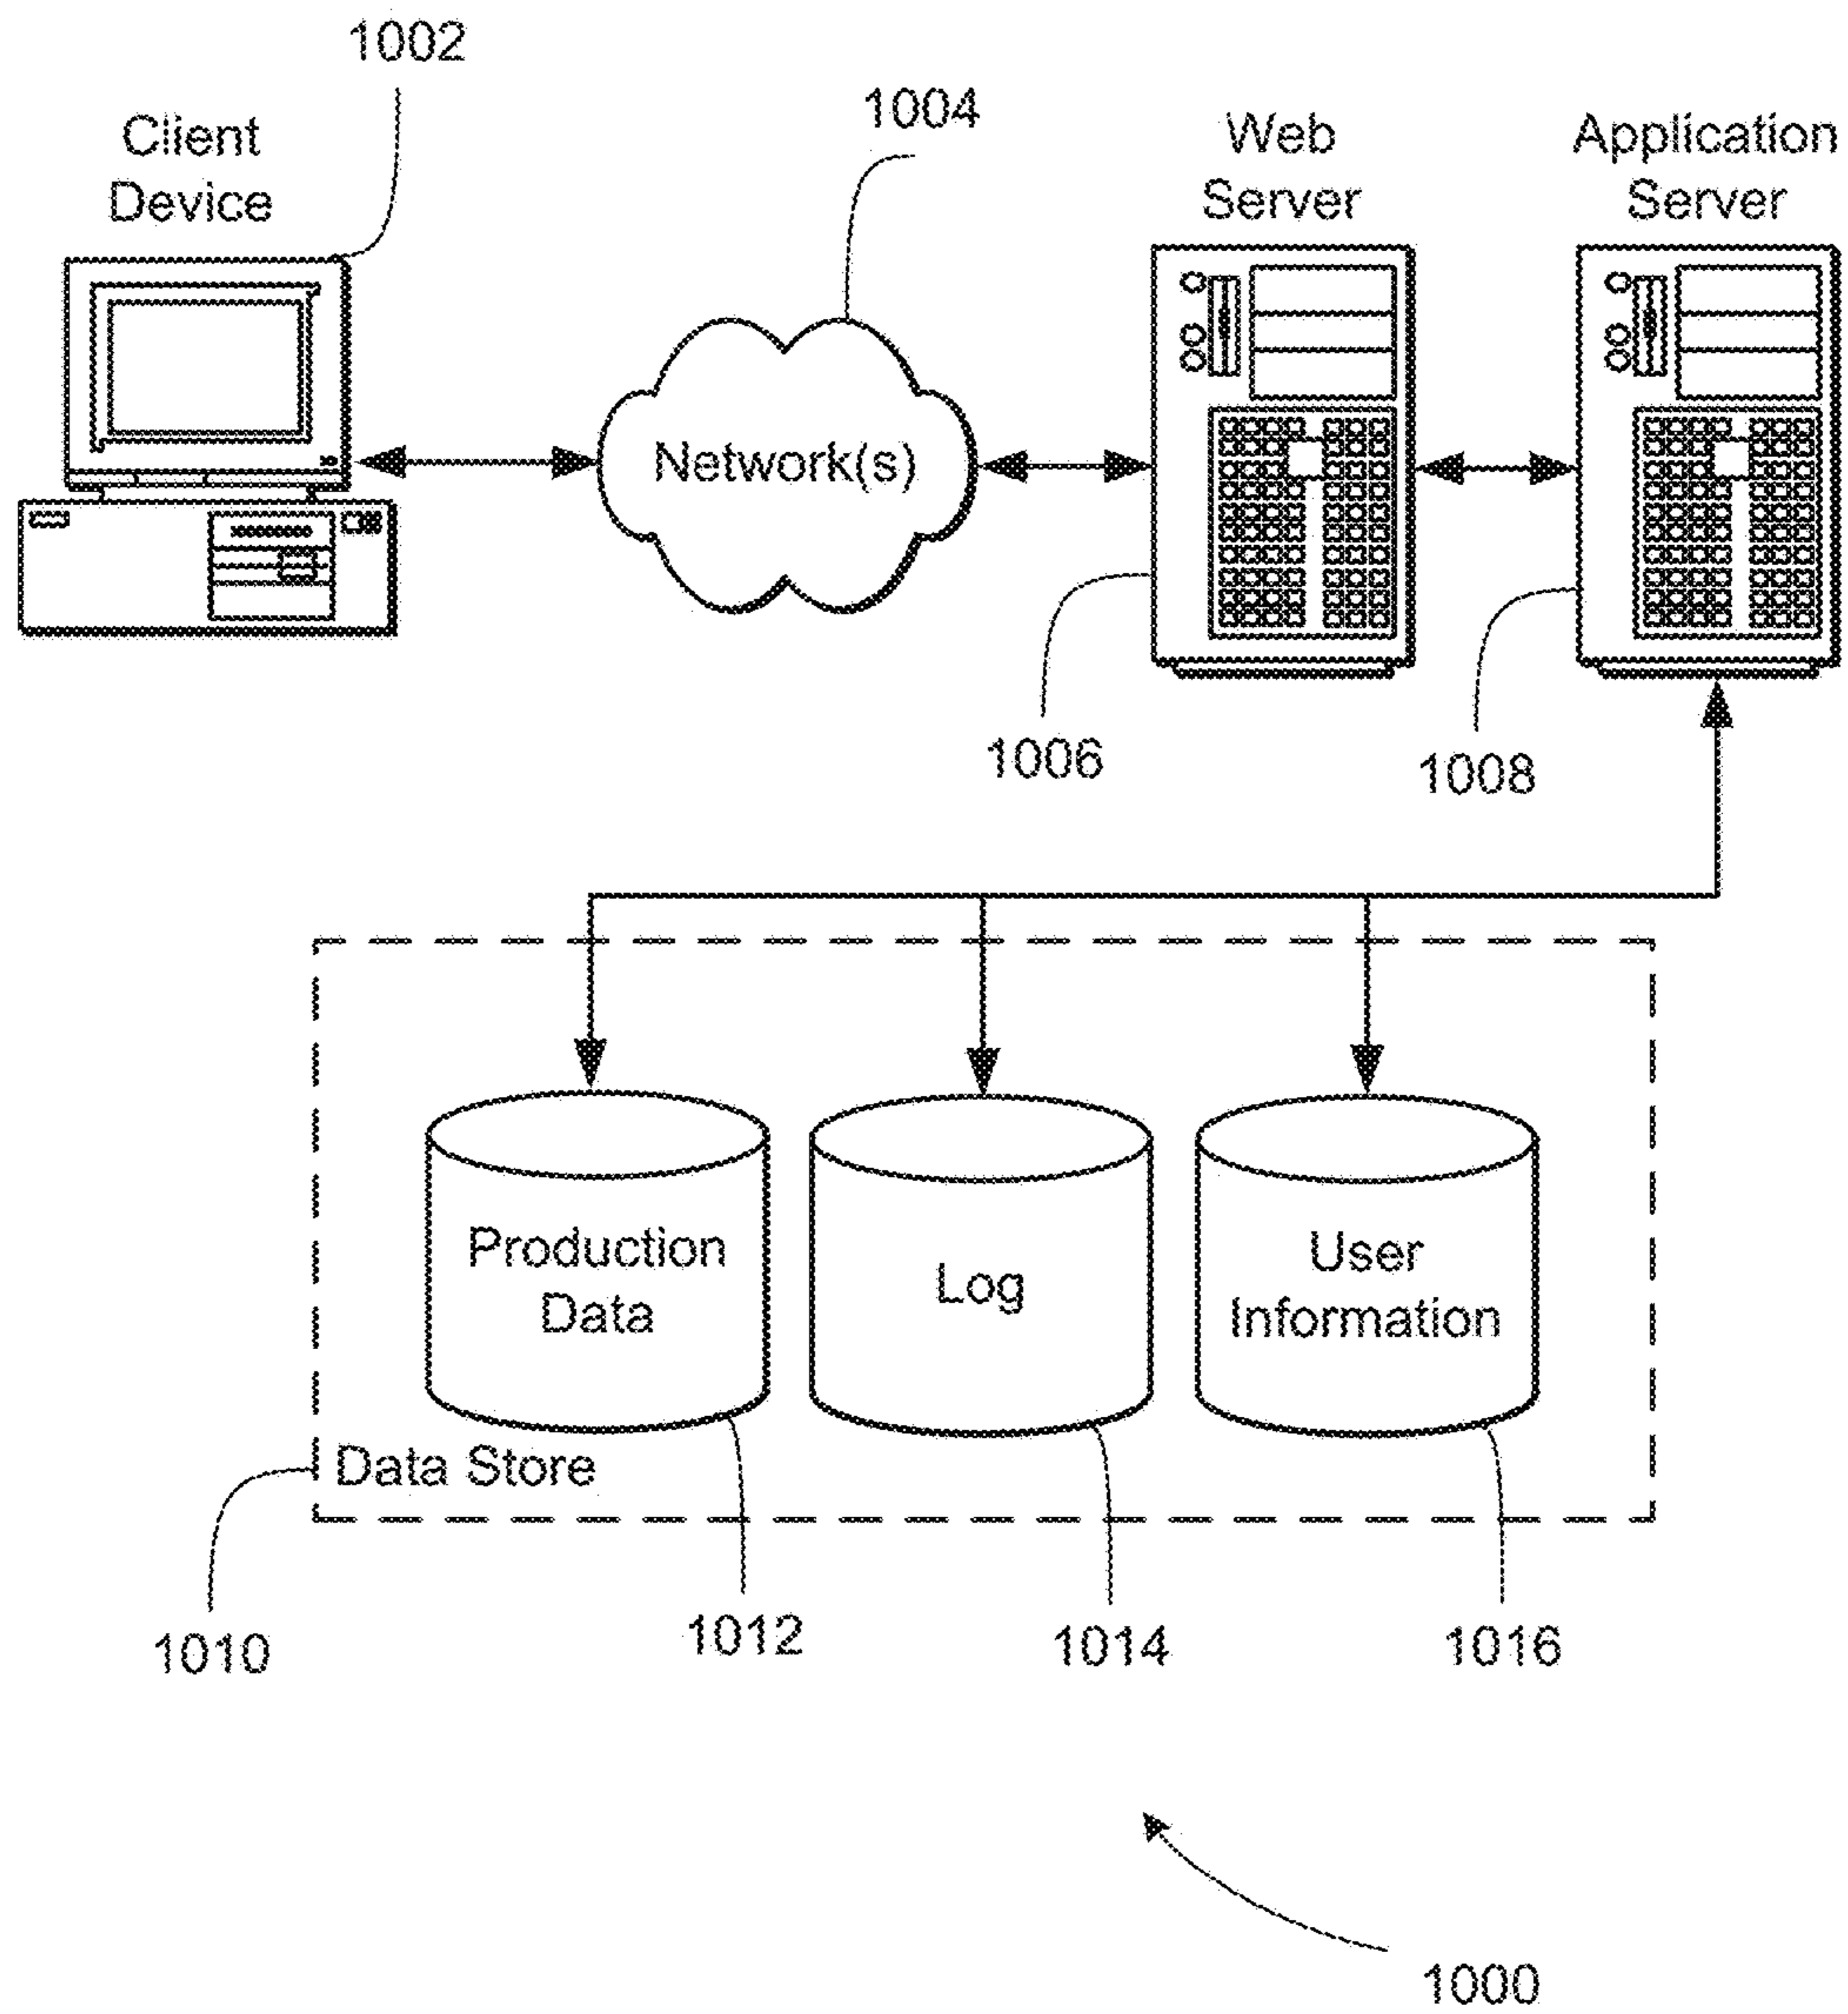 1002
1004
Client
Device
Web
Server
Application
Server
Network(s)
1006
1008
Production
Data
Log
User
Information
Data Store
1010
1012
1014
1016
1000